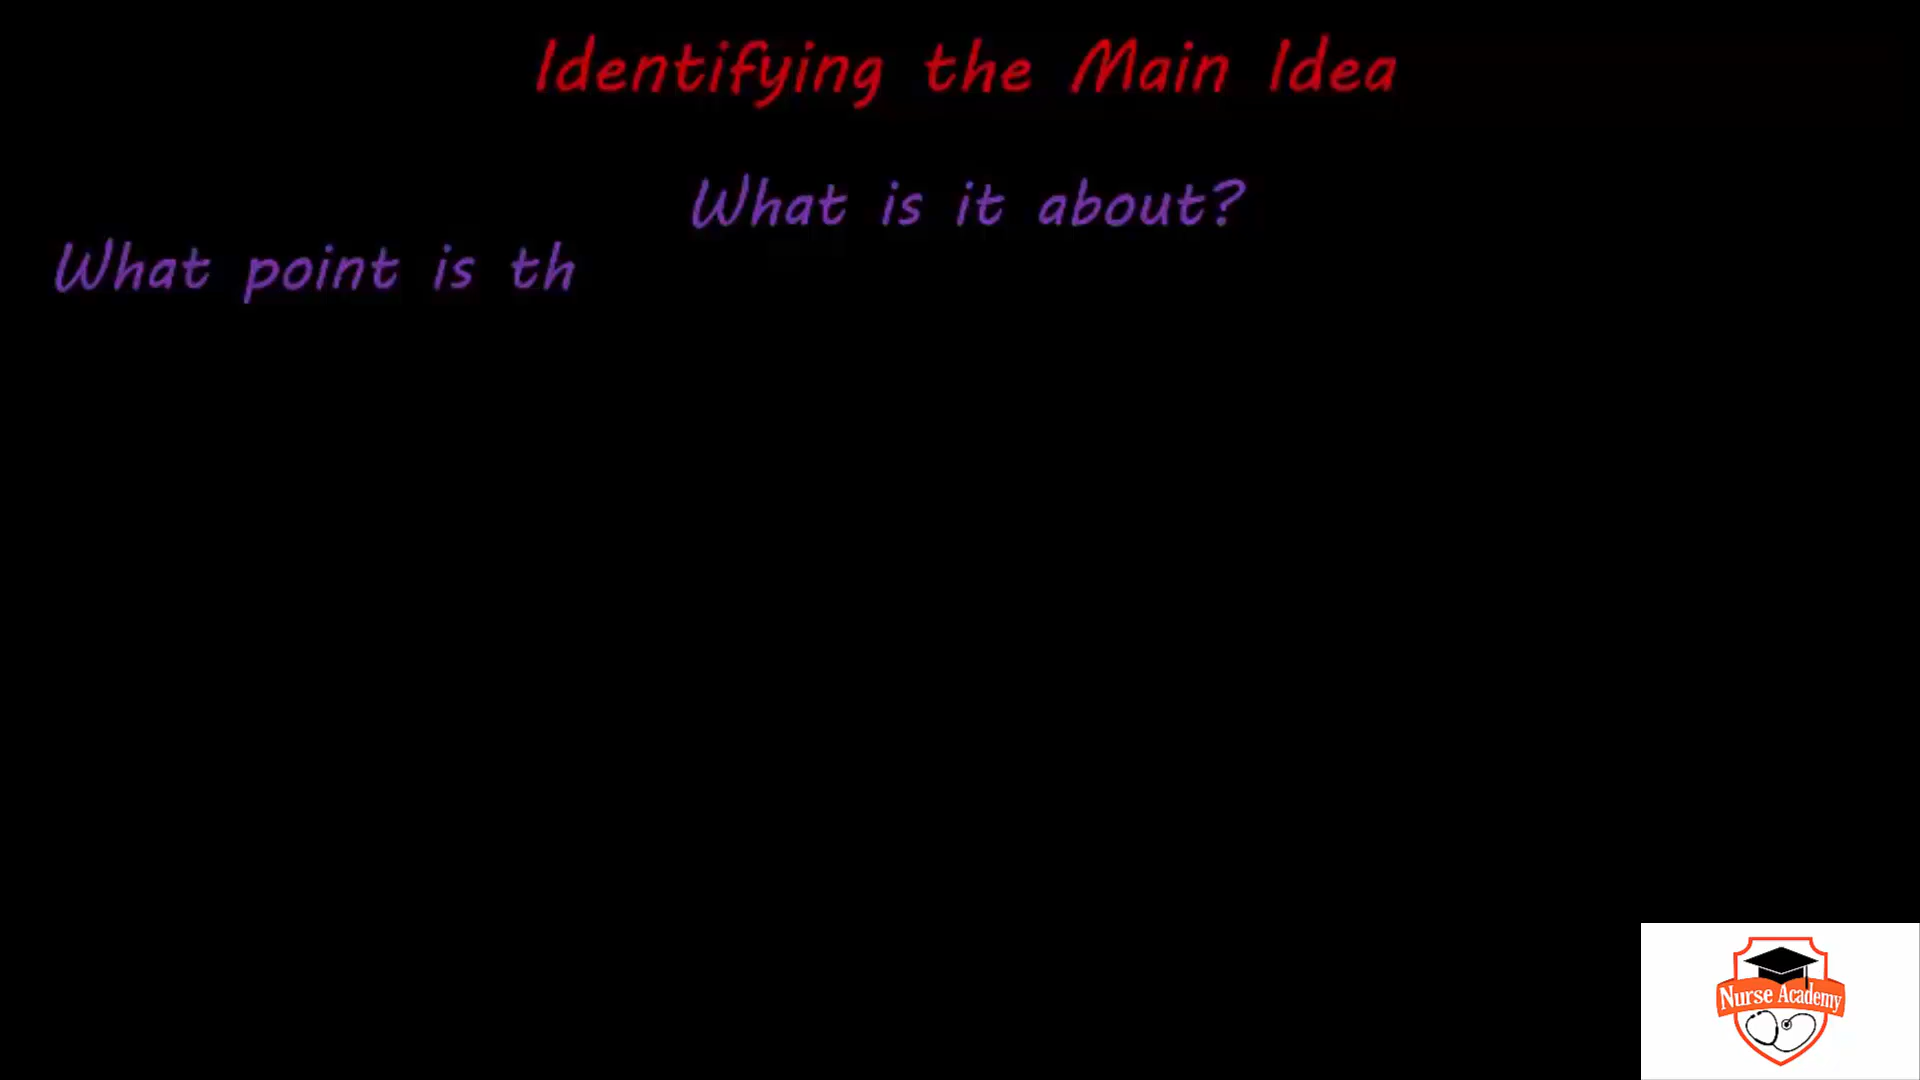 Identifying the Main Idea
What is it about?
What point is th
Nurse Academy